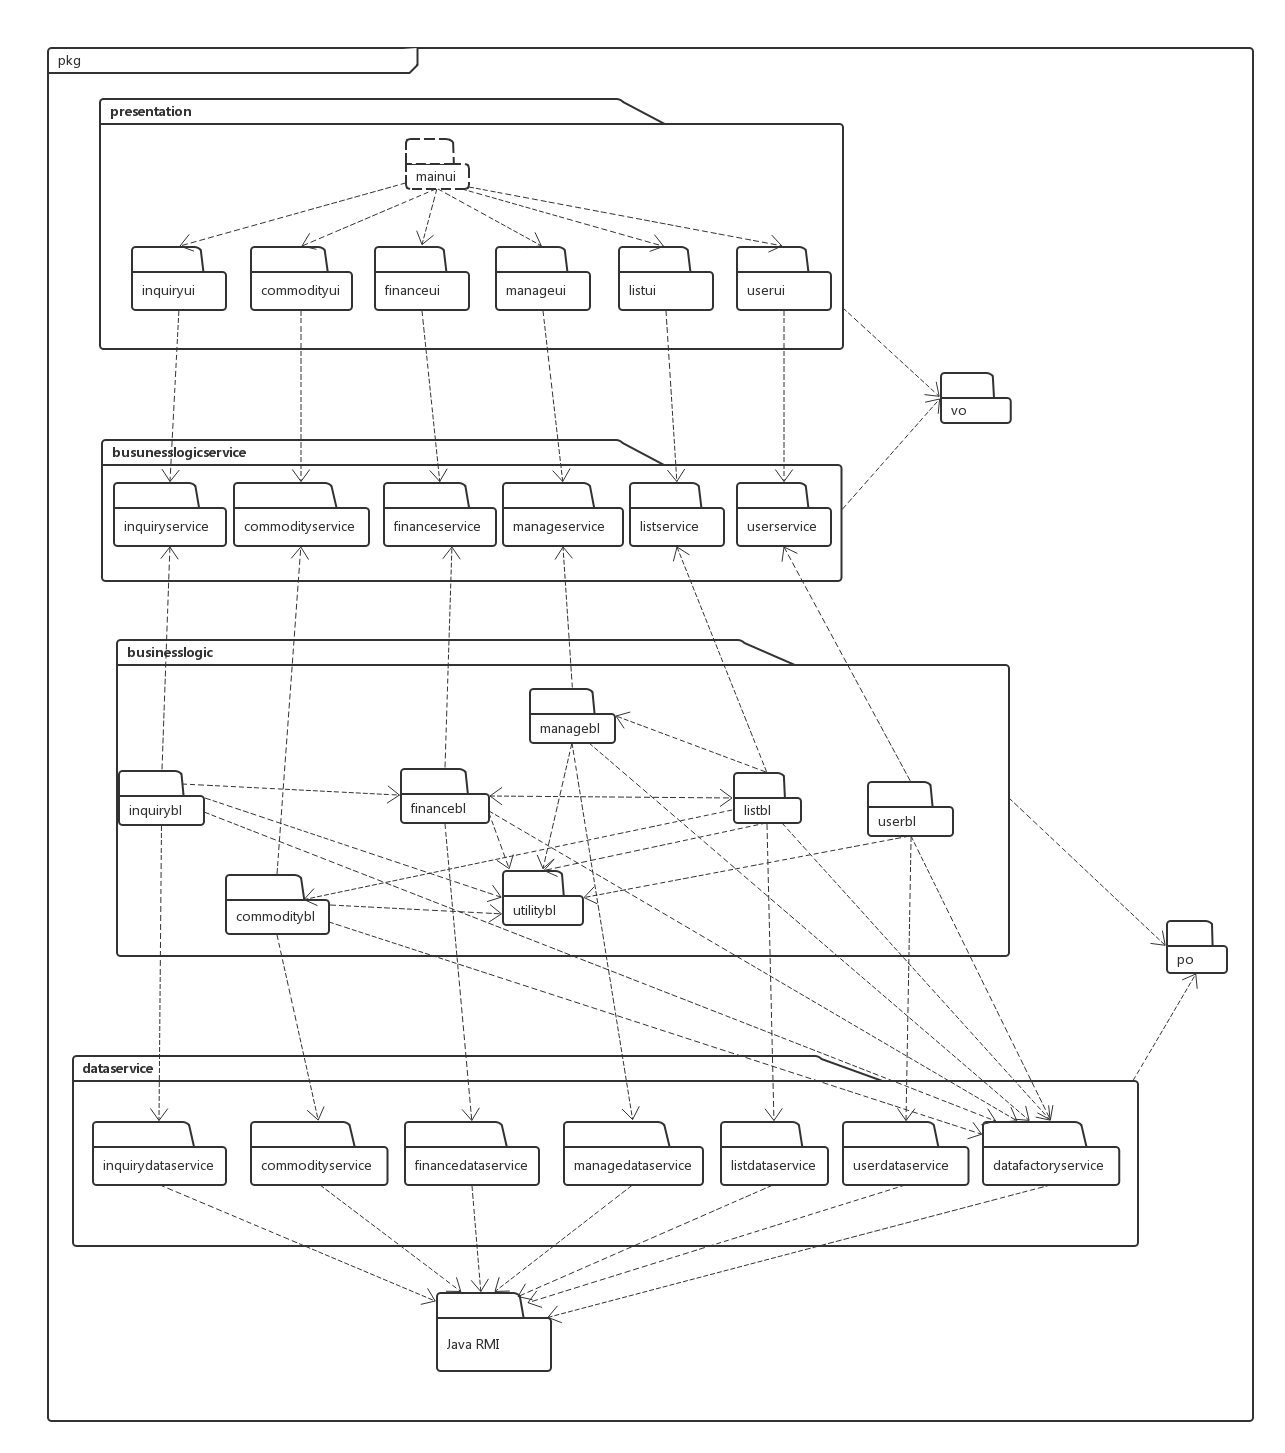 pkg
presentation
mainui
inquiryui
commodityui
financeui
manageui
listui
userui
vo
busunesslogicservice
inquiryservice
commodityservice
financeservice
manageservice
listservice
userservice
businesslogic
managebl
inquirybl
financebl
listbl
userbl
commoditybl
utilitybl
po
dataservice
inquirydataservice
commodityservice
financedataservice
managedataservice
listdataservice
userdataservice
datafactoryservice
Java RMI